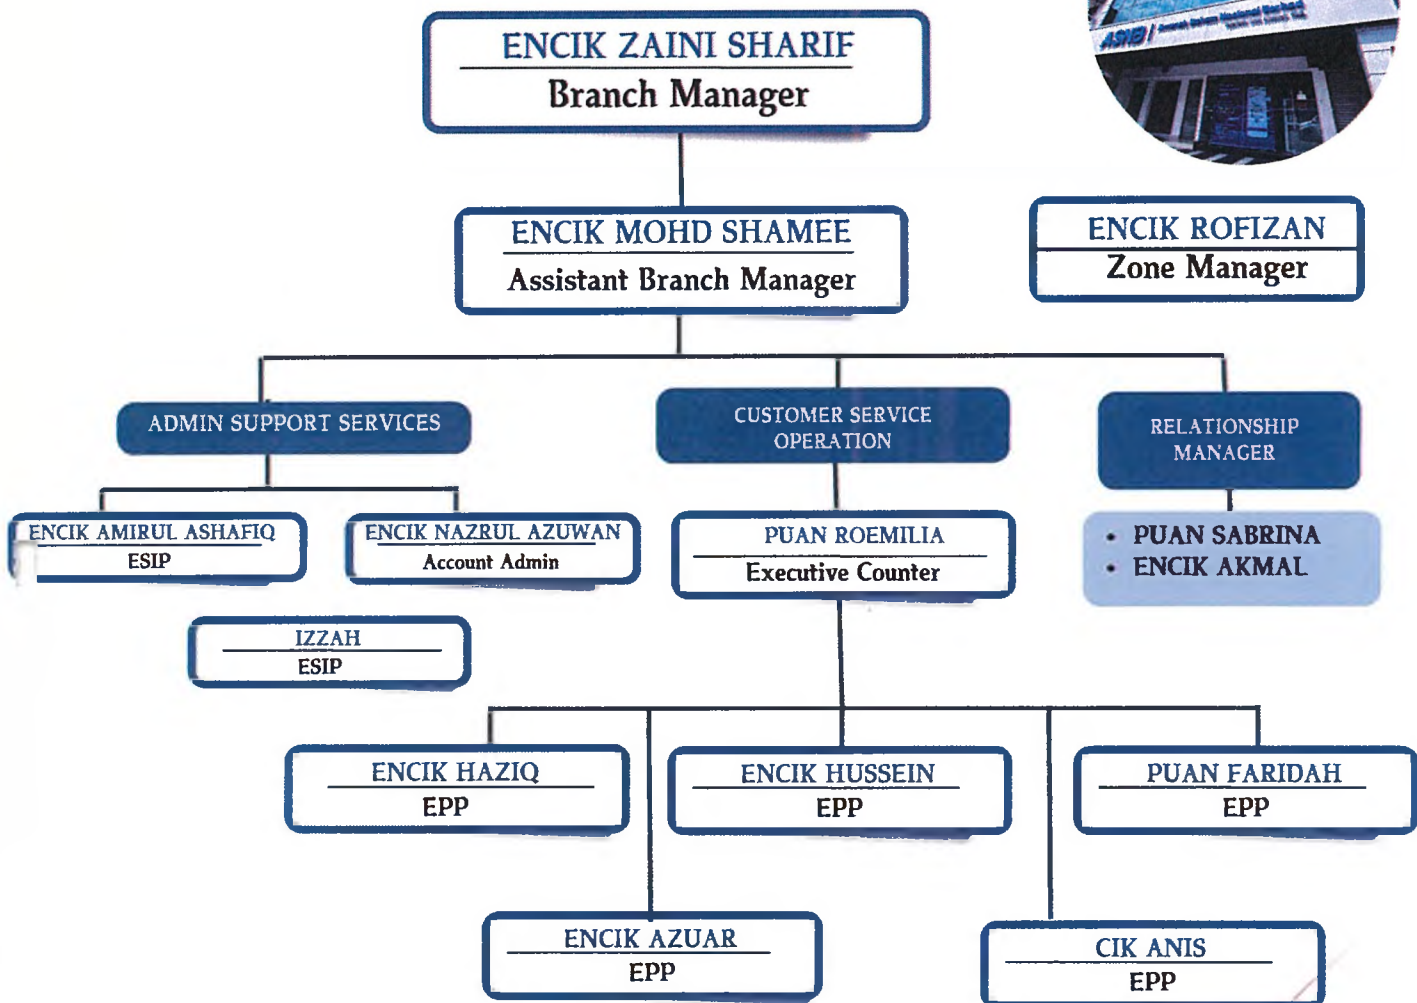 ASNB
ENCIK ZAINI SHARIF
Branch Manager
ENCIK MOHD SHAMEE
Assistant Branch Manager
ENCIK ROFIZAN
Zone Manager
ADMIN SUPPORT SERVICES
CUSTOMER SERVICE
OPERATION
RELATIONSHIP
MANAGER
ENCIK AMIRUL ASHAFIQ
ESIP
ENCIK NAZRUL AZUWAN
Account Admin
PUAN ROEMILIA
Executive Counter
• PUAN SABRINA
• ENCIK AKMAL
IZZAH
ESIP
ENCIK HAZIQ
EPP
ENCIK HUSSEIN
EPP
PUAN FARIDAH
EPP
ENCIK AZUAR
EPP
CIK ANIS
EPP